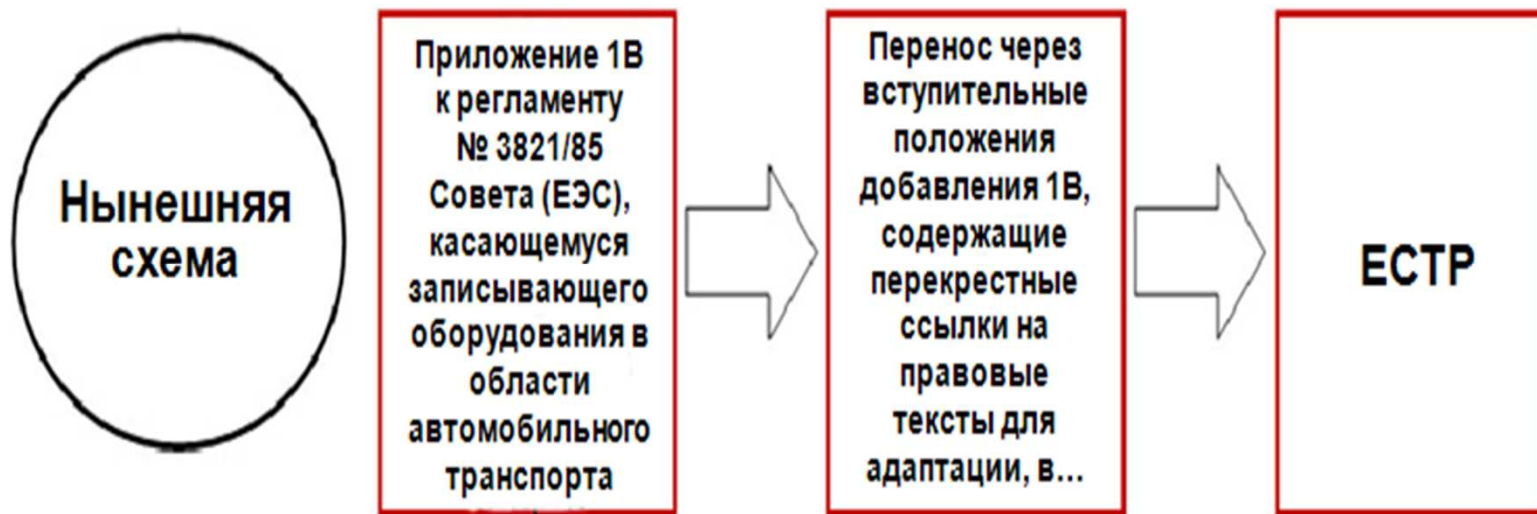 Нынешняя
схема
Приложение 1В
к регламенту
№ 3821/85
Совета (ЕЭС),
касающемуся
записывающего
оборудования в
области
автомобильного
транспорта
Перенос через
вступительные
положения
добавления 1В,
содержащие
перекрестные
ссылки на
правовые
тексты для
адаптации, в...
ЕСТР